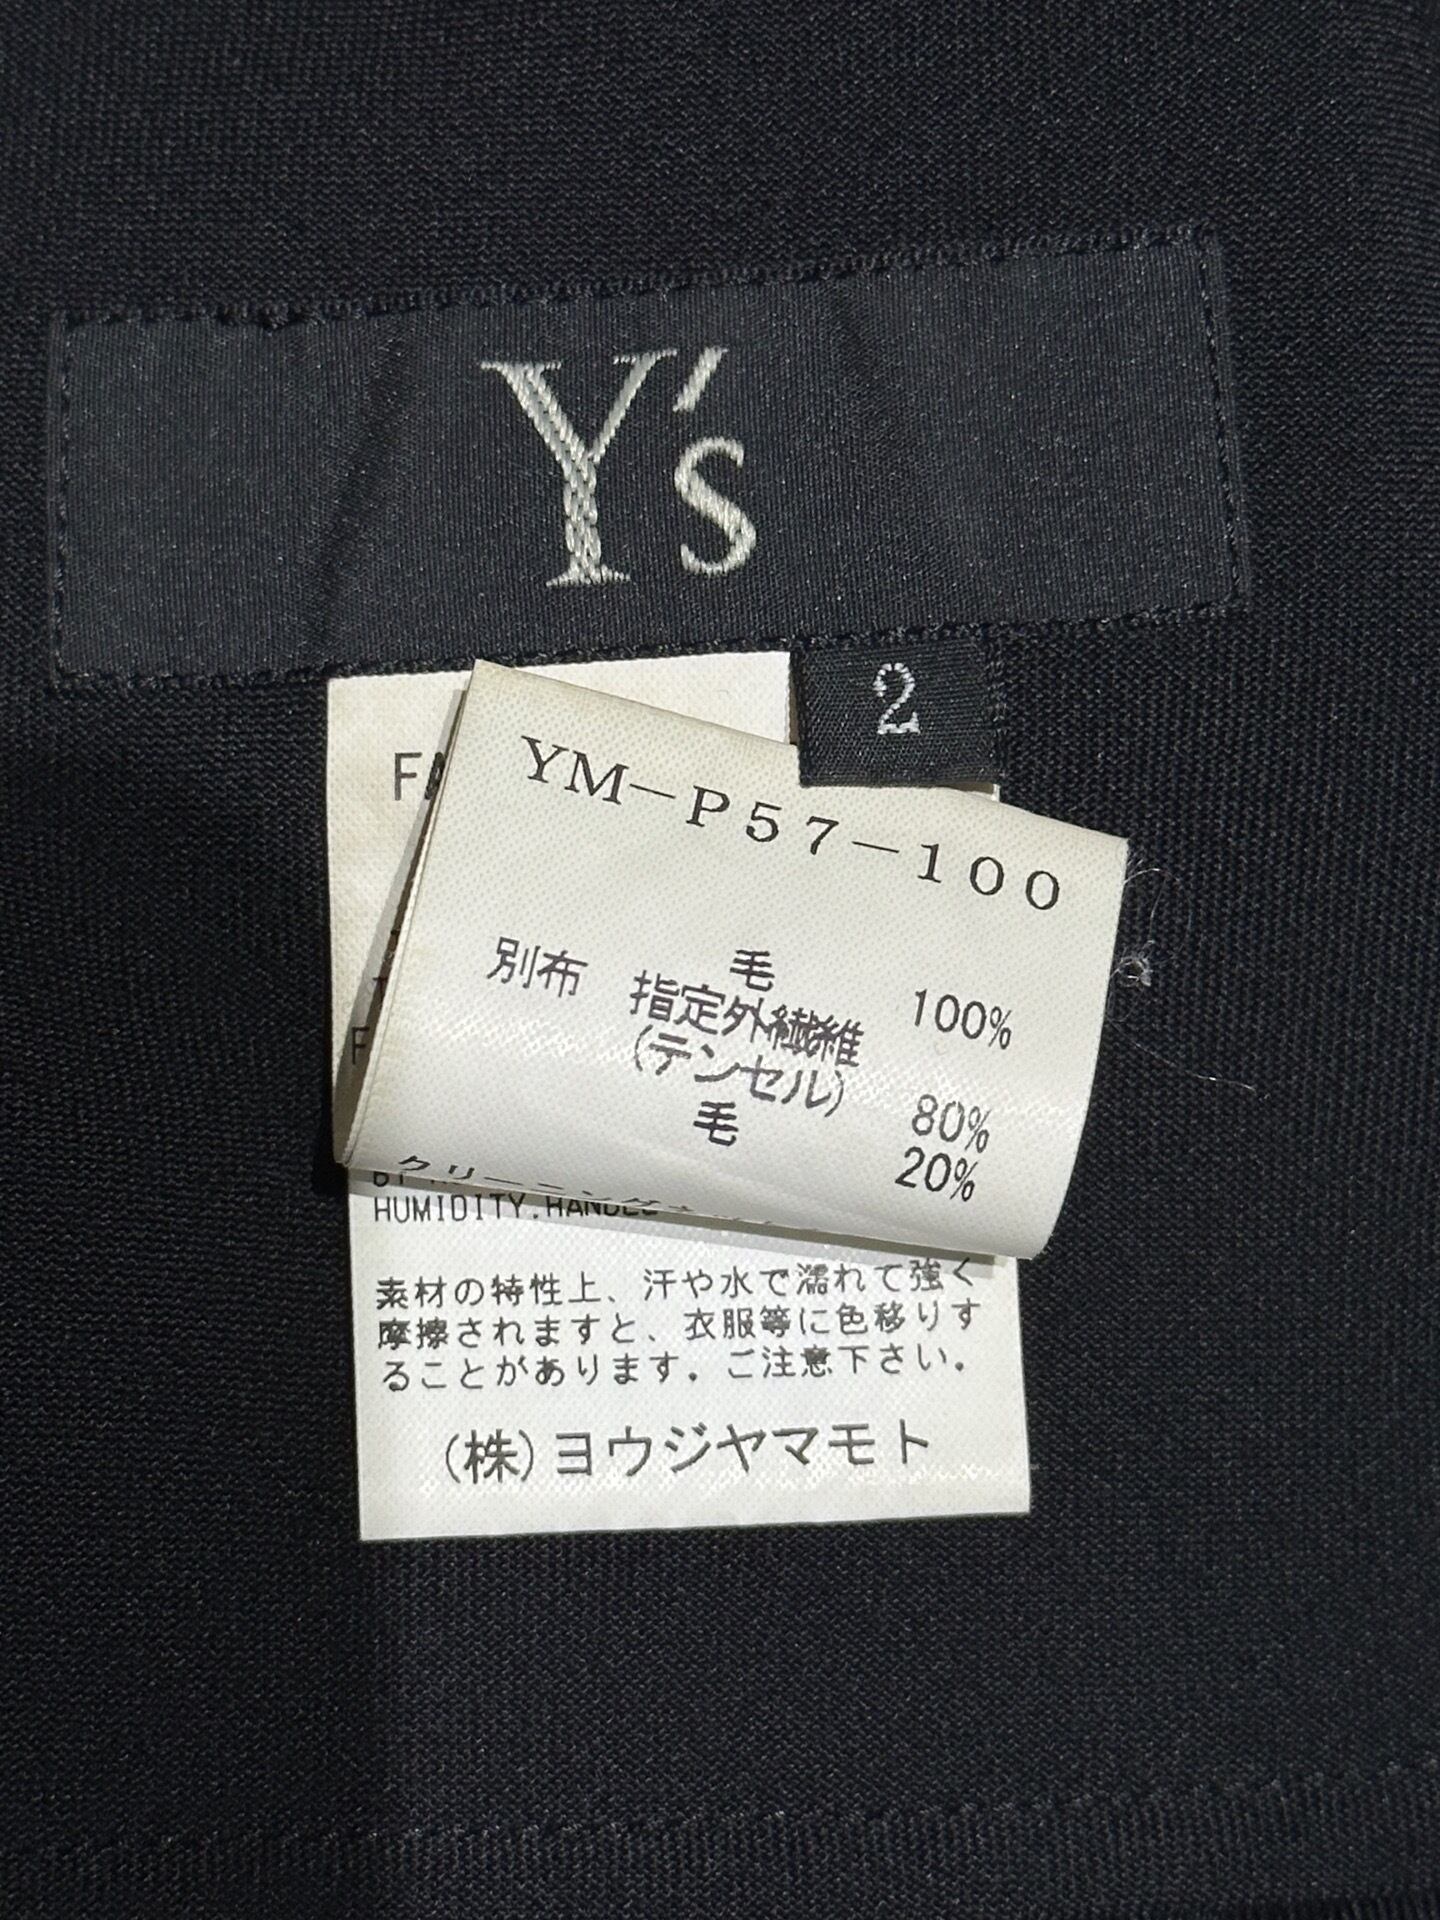 Y's
2
YM-P57-100
毛 100%
別布 指定外繊維
(テンセル) 80%
毛 20%
HUMIDITY.HANDLE
素材の特性上、汗や水で濡れて強く
摩擦されますと、衣服等に色移りす
ることがあります。ご注意下さい。
(株)ヨウジヤマモト